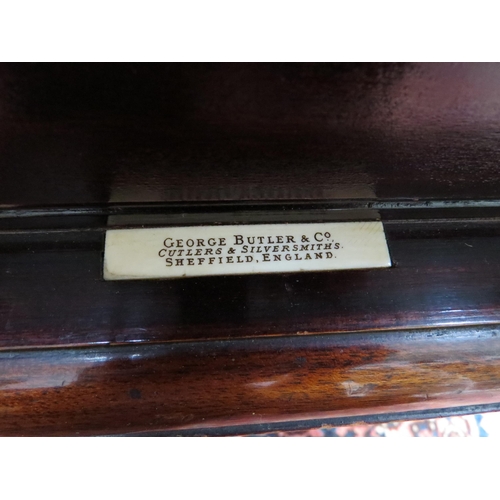 GEORGE BUTLER & Co.
CUTLERS & SILVERSMITHS.
SHEFFIELD, ENGLAND.